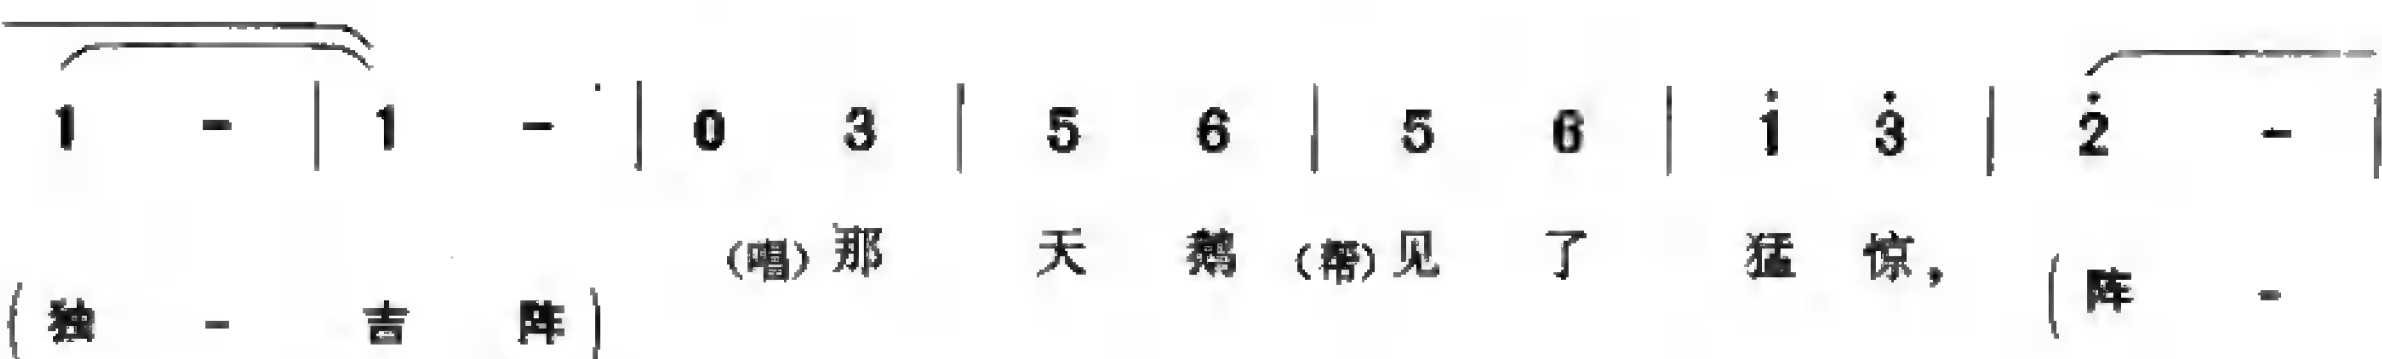 1 - | 1 - | 0 3 | 5 6 | 5 6 | i̇ 3̇ | 2̇ - |
(唱)那 天 鹅 (帮)见 了 猛 惊,
(独 - 吉 阵) (阵 -